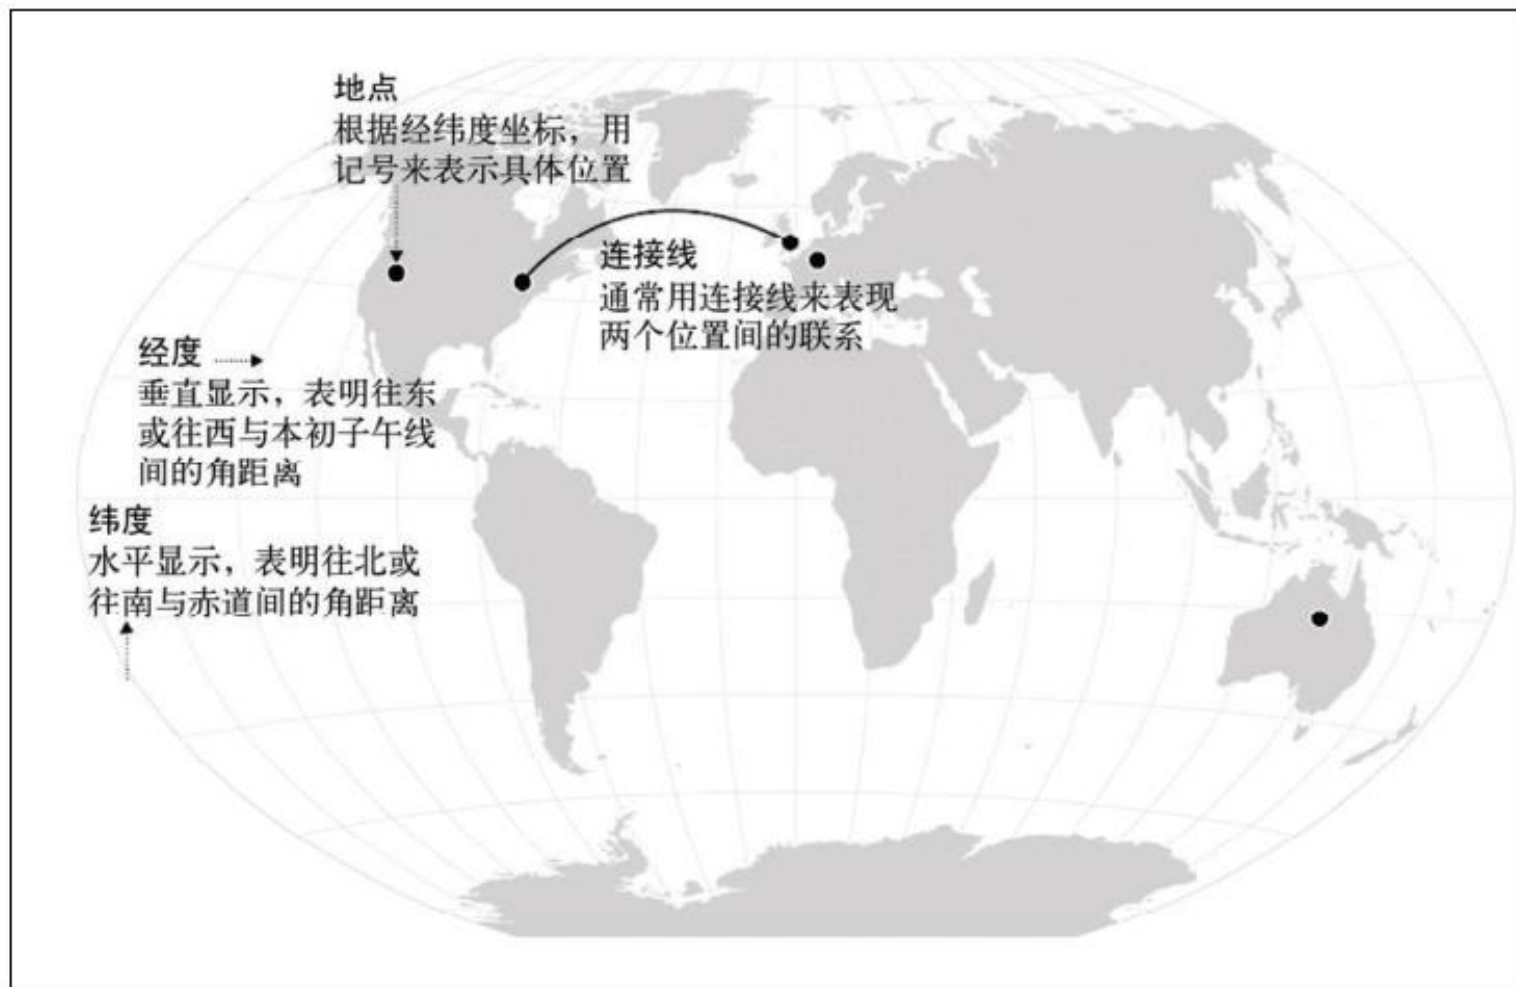 地点
根据经纬度坐标，用
记号来表示具体位置
连接线
通常用连接线来表现
两个位置间的联系
经度
垂直显示，表明往东
或往西与本初子午线
间的角距离
纬度
水平显示，表明往北或
往南与赤道间的角距离